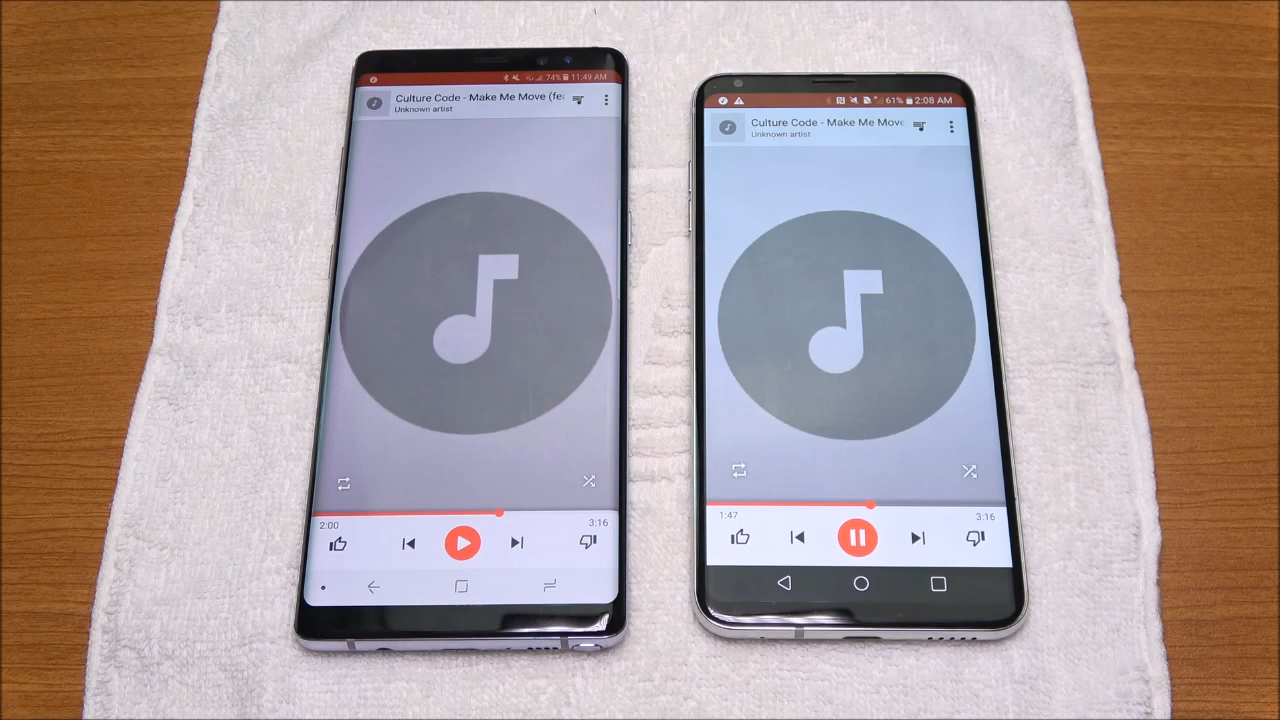 74% 11:49 AM
Culture Code - Make Me Move (fea
Unknown artist
2:00
3:16
61% 2:08 AM
Culture Code - Make Me Move
Unknown artist
1:47
3:16